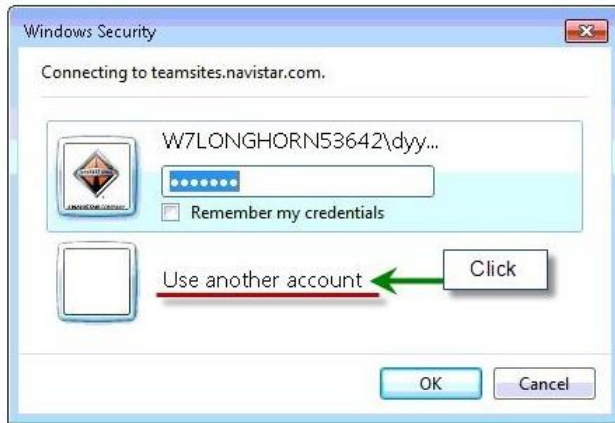 Windows Security
Connecting to teamsites.navistar.com.
W7LONGHORN53642\dyy...
Remember my credentials
Use another account
Click
OK
Cancel